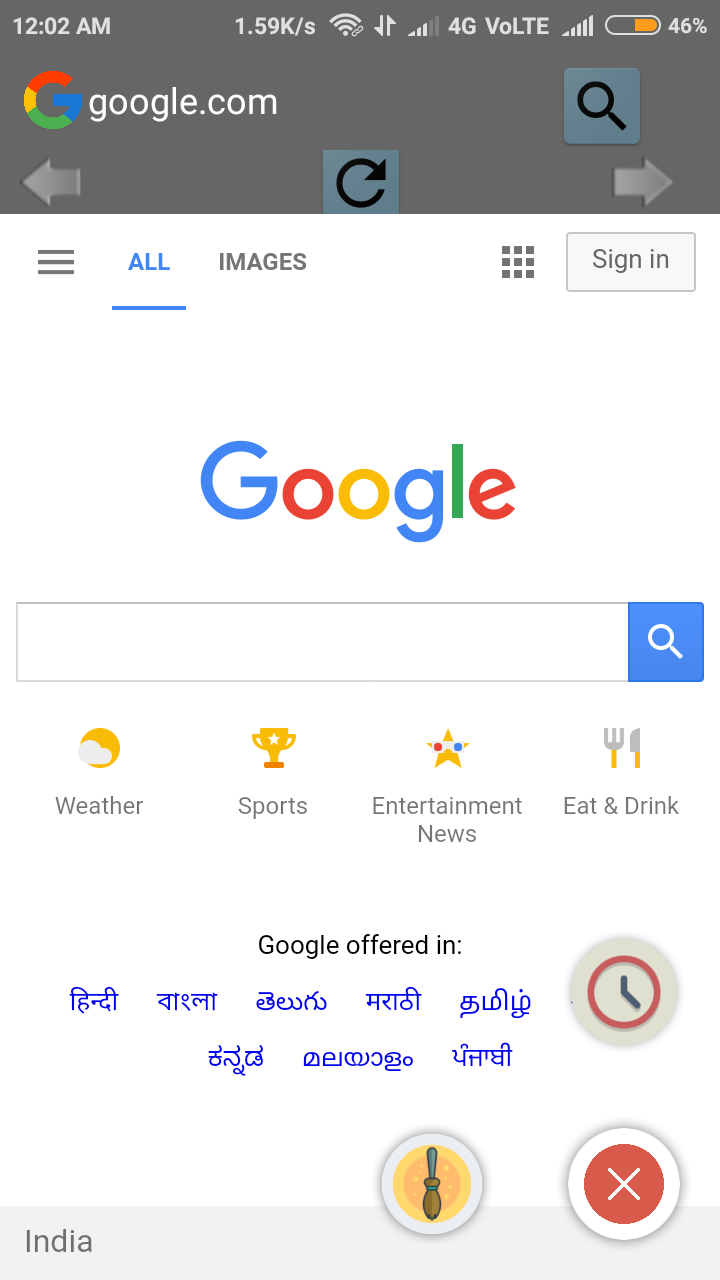 12:02 AM 1.59K/s 4G VoLTE 46%
google.com
ALL IMAGES Sign in
Google
Weather Sports Entertainment News Eat & Drink
Google offered in:
हिन्दी বাংলা తెలుగు मराठी தமிழ்
ಕನ್ನಡ മലയാളം ਪੰਜਾਬੀ
India